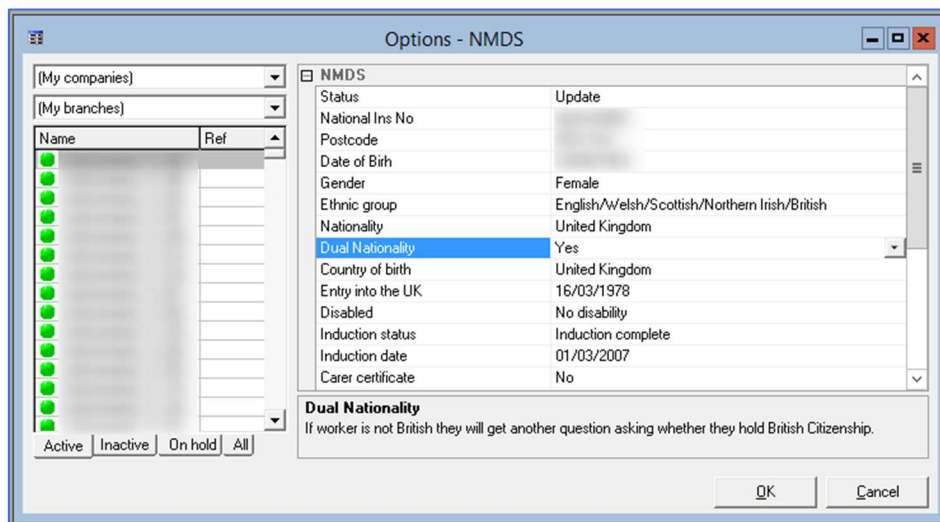 Options - NMDS
(My companies)
(My branches)
Name Ref
Active Inactive On hold All
NMDS
Status Update
National Ins No
Postcode
Date of Birh
Gender Female
Ethnic group English/Welsh/Scottish/Northern Irish/British
Nationality United Kingdom
Dual Nationality Yes
Country of birth United Kingdom
Entry into the UK 16/03/1978
Disabled No disability
Induction status Induction complete
Induction date 01/03/2007
Carer certificate No
Dual Nationality
If worker is not British they will get another question asking whether they hold British Citizenship.
OK Cancel